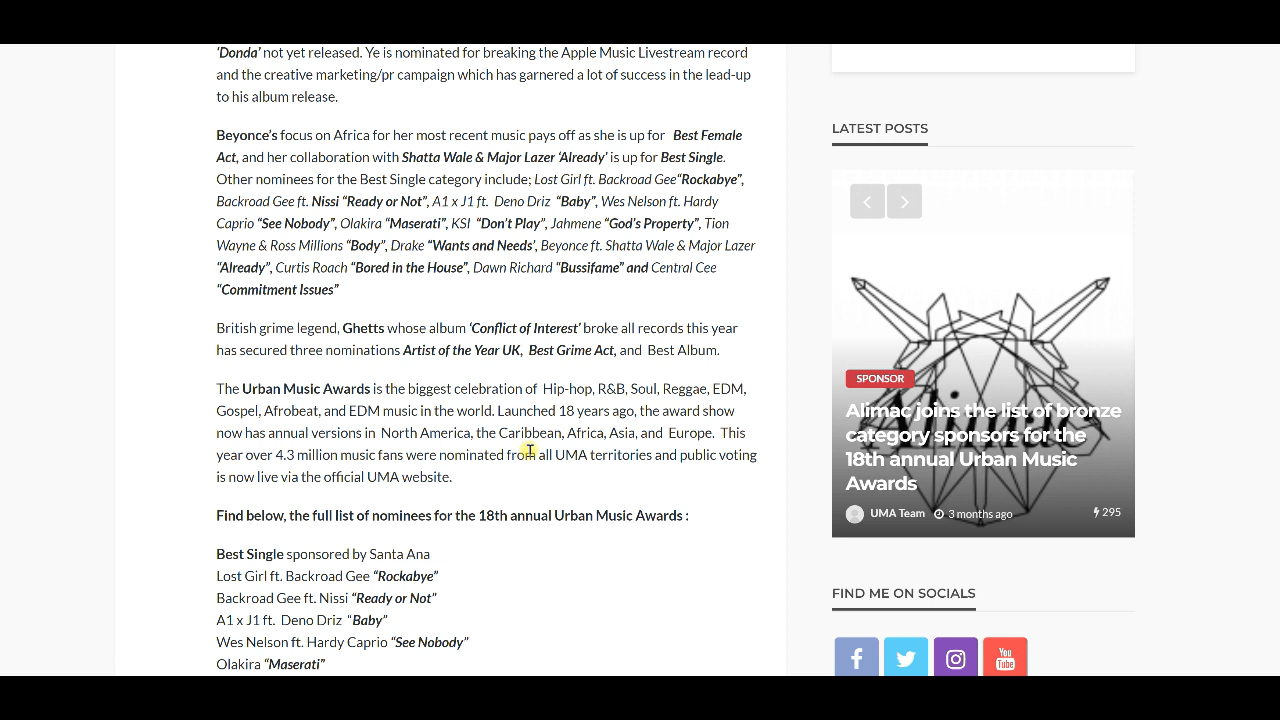 ‘Donda’ not yet released. Ye is nominated for breaking the Apple Music Livestream record
and the creative marketing/pr campaign which has garnered a lot of success in the lead-up
to his album release.
Beyonce’s focus on Africa for her most recent music pays off as she is up for Best Female
Act, and her collaboration with Shatta Wale & Major Lazer ‘Already’ is up for Best Single.
Other nominees for the Best Single category include; Lost Girl ft. Backroad Gee“Rockabye”,
Backroad Gee ft. Nissi “Ready or Not”, A1 x J1 ft. Deno Driz “Baby”, Wes Nelson ft. Hardy
Caprio “See Nobody”, Olakira “Maserati”, KSI “Don’t Play”, Jahmene “God’s Property”, Tion
Wayne & Ross Millions “Body”, Drake “Wants and Needs’, Beyonce ft. Shatta Wale & Major Lazer
“Already”, Curtis Roach “Bored in the House”, Dawn Richard “Bussifame” and Central Cee
“Commitment Issues”
British grime legend, Ghetts whose album ‘Conflict of Interest’ broke all records this year
has secured three nominations Artist of the Year UK, Best Grime Act, and Best Album.
The Urban Music Awards is the biggest celebration of Hip-hop, R&B, Soul, Reggae, EDM,
Gospel, Afrobeat, and EDM music in the world. Launched 18 years ago, the award show
now has annual versions in North America, the Caribbean, Africa, Asia, and Europe. This
year over 4.3 million music fans were nominated from all UMA territories and public voting
is now live via the official UMA website.
Find below, the full list of nominees for the 18th annual Urban Music Awards :
Best Single sponsored by Santa Ana
Lost Girl ft. Backroad Gee “Rockabye”
Backroad Gee ft. Nissi “Ready or Not”
A1 x J1 ft. Deno Driz “Baby”
Wes Nelson ft. Hardy Caprio “See Nobody”
Olakira “Maserati”
LATEST POSTS
SPONSOR
Alimac joins the list of bronze
category sponsors for the
18th annual Urban Music
Awards
UMA Team 3 months ago 295
FIND ME ON SOCIALS
You
Tube